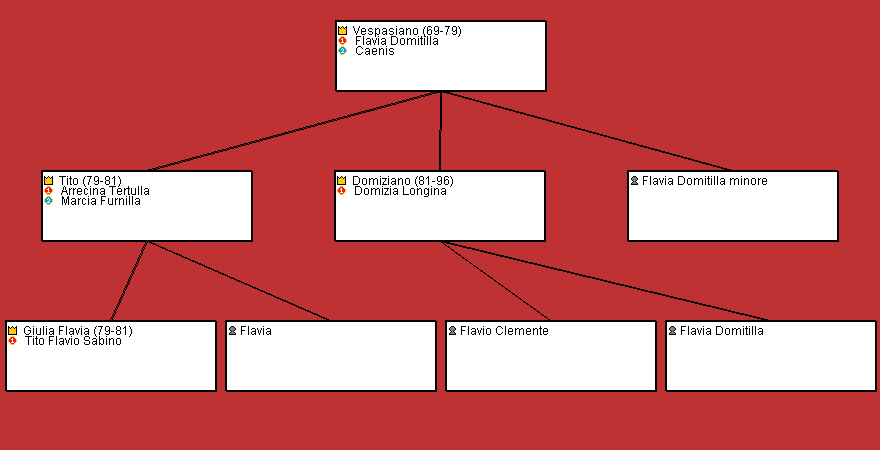 Vespasiano (69-79)
1 Flavia Domitilla
2 Caenis
Tito (79-81)
1 Arrecina Tertulla
2 Marcia Furnilla
Domiziano (81-96)
1 Domizia Longina
Flavia Domitilla minore
Giulia Flavia (79-81)
1 Tito Flavio Sabino
Flavia
Flavio Clemente
Flavia Domitilla